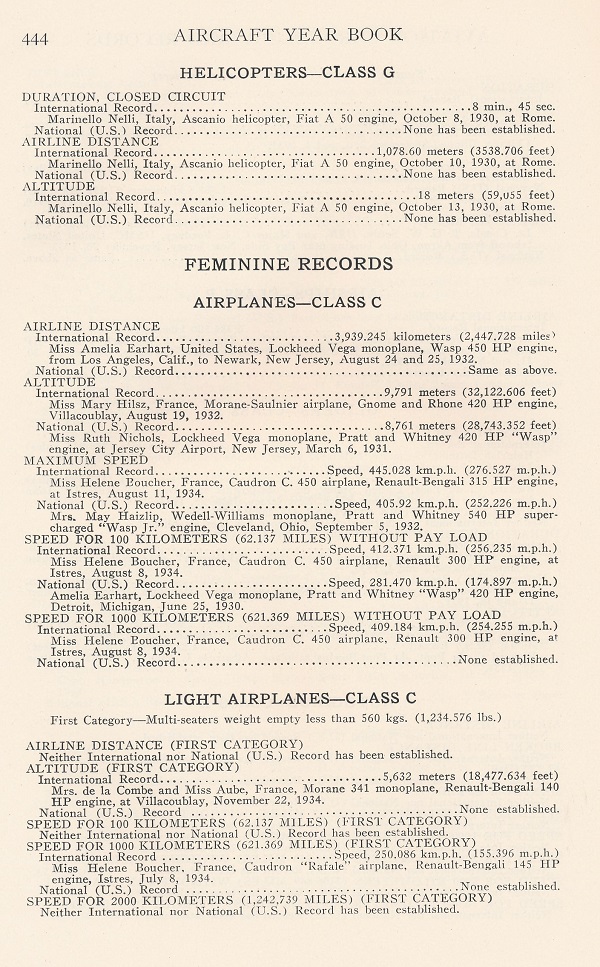 444 AIRCRAFT YEAR BOOK
HELICOPTERS—CLASS G
DURATION, CLOSED CIRCUIT
International Record................................................8 min., 45 sec.
Marinello Nelli, Italy, Ascanio helicopter, Fiat A 50 engine, October 8, 1930, at Rome.
National (U.S.) Record...................................None has been established.
AIRLINE DISTANCE
International Record..................................1,078.60 meters (3538.706 feet)
Marinello Nelli, Italy, Ascanio helicopter, Fiat A 50 engine, October 10, 1930, at Rome.
National (U.S.) Record...................................None has been established.
ALTITUDE
International Record.......................................18 meters (59,055 feet)
Marinello Nelli, Italy, Ascanio helicopter, Fiat A 50 engine, October 13, 1930, at Rome.
National (U.S.) Record...................................None has been established.
FEMININE RECORDS
AIRPLANES—CLASS C
AIRLINE DISTANCE
International Record...........................3,939.245 kilometers (2,447.728 miles)
Miss Amelia Earhart, United States, Lockheed Vega monoplane, Wasp 450 HP engine,
from Los Angeles, Calif., to Newark, New Jersey, August 24 and 25, 1932.
National (U.S.) Record............................................Same as above.
ALTITUDE
International Record...................................9,791 meters (32,122.606 feet)
Miss Mary Hilsz, France, Morane-Saulnier airplane, Gnome and Rhone 420 HP engine,
Villacoublay, August 19, 1932.
National (U.S.) Record................................8,761 meters (28,743.352 feet)
Miss Ruth Nichols, Lockheed Vega monoplane, Pratt and Whitney 420 HP “Wasp”
engine, at Jersey City Airport, New Jersey, March 6, 1931.
MAXIMUM SPEED
International Record..........................Speed, 445.028 km.p.h. (276.527 m.p.h.)
Miss Helene Boucher, France, Caudron C. 450 airplane, Renault-Bengali 315 HP engine,
at Istres, August 11, 1934.
National (U.S.) Record........................Speed, 405.92 km.p.h. (252.226 m.p.h.)
Mrs. May Haizlip, Wedell-Williams monoplane, Pratt and Whitney 540 HP super-
charged “Wasp Jr.” engine, Cleveland, Ohio, September 5, 1932.
SPEED FOR 100 KILOMETERS (62.137 MILES) WITHOUT PAY LOAD
International Record..........................Speed, 412.371 km.p.h. (256.235 m.p.h.)
Miss Helene Boucher, France, Caudron C. 450 airplane, Renault 300 HP engine, at
Istres, August 8, 1934.
National (U.S.) Record.......................Speed, 281.470 km.p.h. (174.897 m.p.h.)
Amelia Earhart, Lockheed Vega monoplane, Pratt and Whitney “Wasp” 420 HP engine,
Detroit, Michigan, June 25, 1930.
SPEED FOR 1000 KILOMETERS (621.369 MILES) WITHOUT PAY LOAD
International Record..........................Speed, 409.184 km.p.h. (254.255 m.p.h.)
Miss Helene Boucher, France, Caudron C. 450 airplane, Renault 300 HP engine, at
Istres, August 8, 1934.
National (U.S.) Record...........................................None established.
LIGHT AIRPLANES—CLASS C
First Category—Multi-seaters weight empty less than 560 kgs. (1,234.576 lbs.)
AIRLINE DISTANCE (FIRST CATEGORY)
Neither International nor National (U.S.) Record has been established.
ALTITUDE (FIRST CATEGORY)
International Record...................................5,632 meters (18,477.634 feet)
Mrs. de la Combe and Miss Aube, France, Morane 341 monoplane, Renault-Bengali 140
HP engine, at Villacoublay, November 22, 1934.
National (U.S.) Record ..........................................None established.
SPEED FOR 100 KILOMETERS (62.137 MILES) (FIRST CATEGORY)
Neither International nor National (U.S.) Record has been established.
SPEED FOR 1000 KILOMETERS (621.369 MILES) (FIRST CATEGORY)
International Record ..........................Speed, 250,086 km.p.h. (155.396 m.p.h.)
Miss Helene Boucher, France, Caudron “Rafale” airplane, Renault-Bengali 145 HP
engine, Istres, July 8, 1934.
National (U.S.) Record ..........................................None established.
SPEED FOR 2000 KILOMETERS (1,242,739 MILES) (FIRST CATEGORY)
Neither International nor National (U.S.) Record has been established.